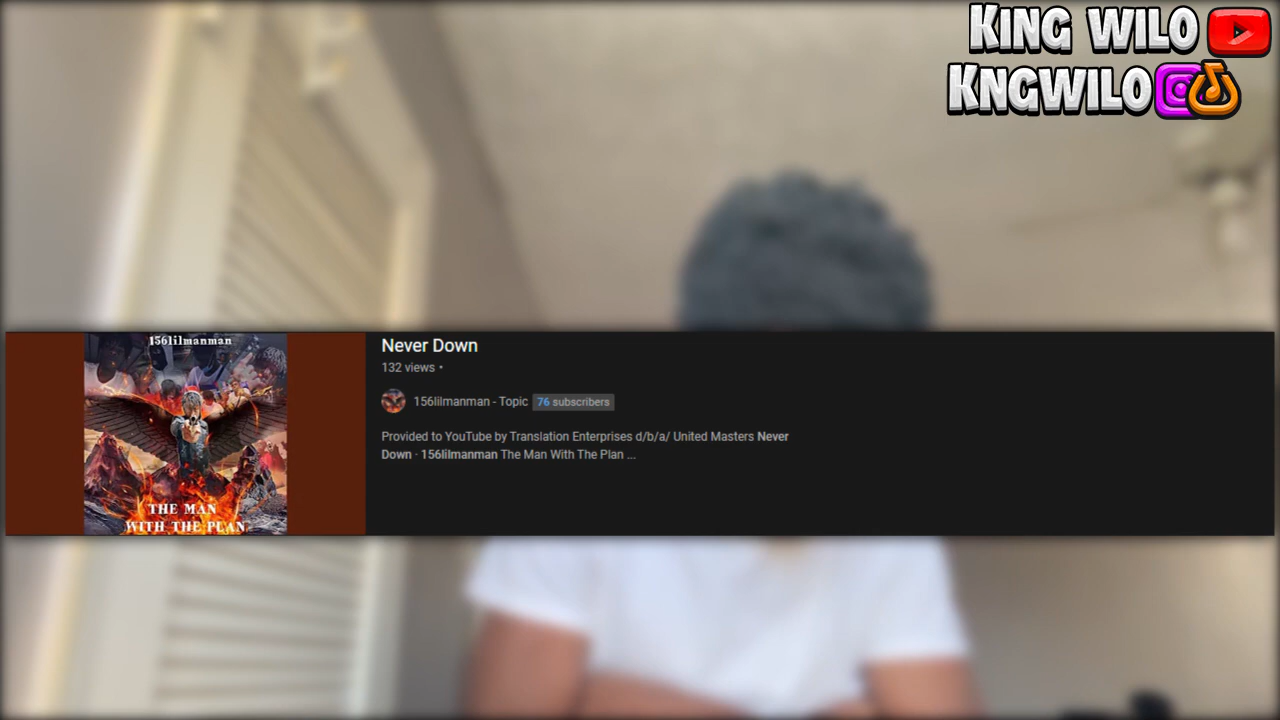 KING WILO
KNGWILO
156lilmanman
THE MAN
WITH THE PLAN
Never Down
132 views •
156lilmanman - Topic 76 subscribers
Provided to YouTube by Translation Enterprises d/b/a/ United Masters Never
Down · 156lilmanman The Man With The Plan ...